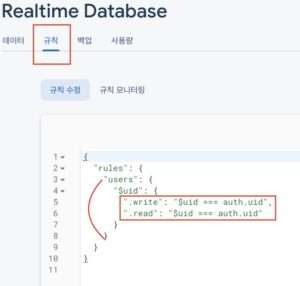 Realtime Database
데이터 규칙 백업 사용량
규칙 수정 규칙 모니터링
1 {
2 "rules": {
3 "users": {
4 "$uid": {
5 ".write": "$uid === auth.uid",
6 ".read": "$uid === auth.uid"
7 }
8 }
9 }
10 }
11